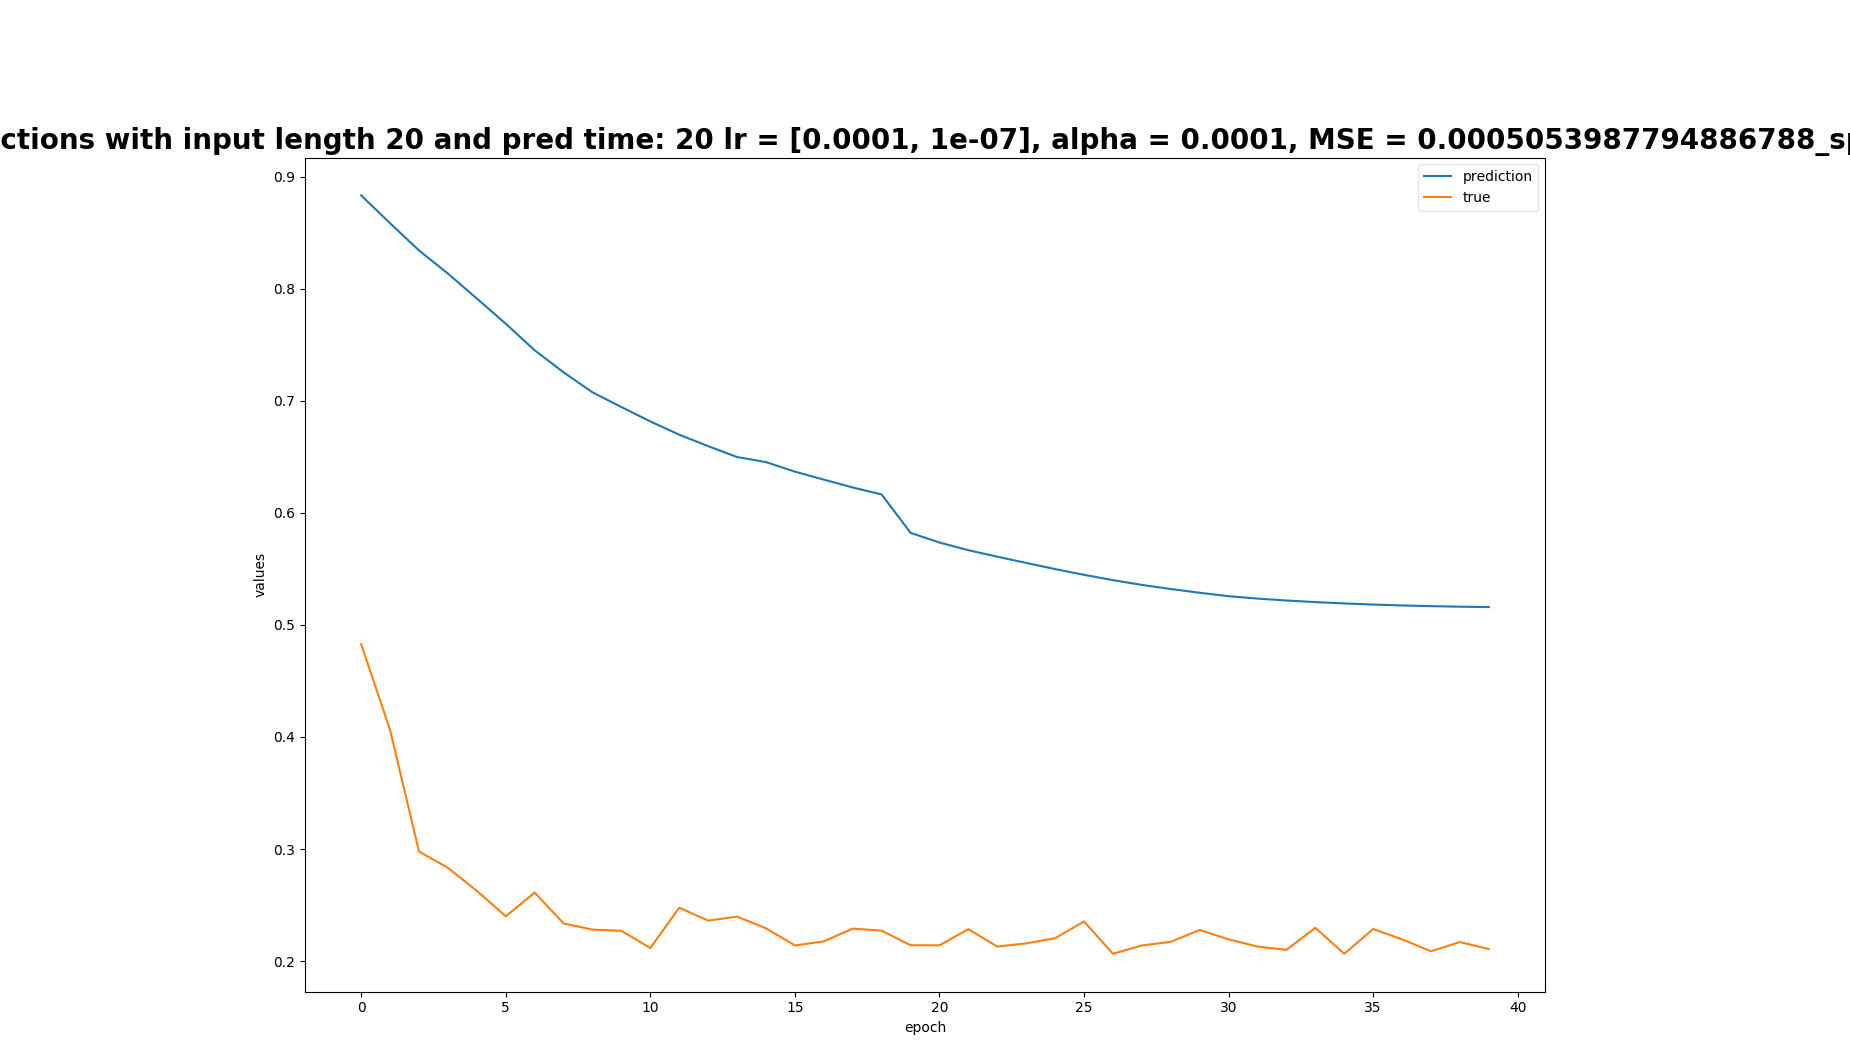 ctions with input length 20 and pred time: 20 lr = [0.0001, 1e-07], alpha = 0.0001, MSE = 0.0005053987794886788_sp
prediction
true
0.9
0.8
0.7
0.6
0.5
0.4
0.3
0.2
values
0 5 10 15 20 25 30 35 40
epoch